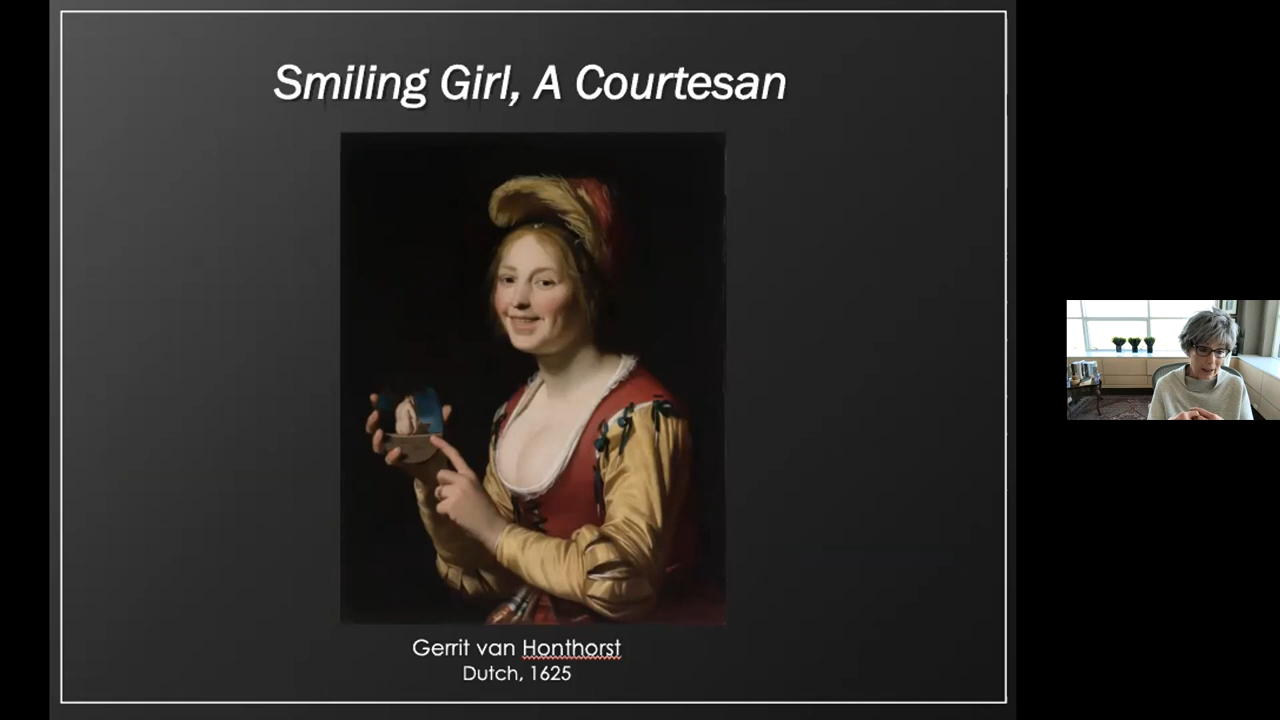 Smiling Girl, A Courtesan
Gerrit van Honthorst
Dutch, 1625